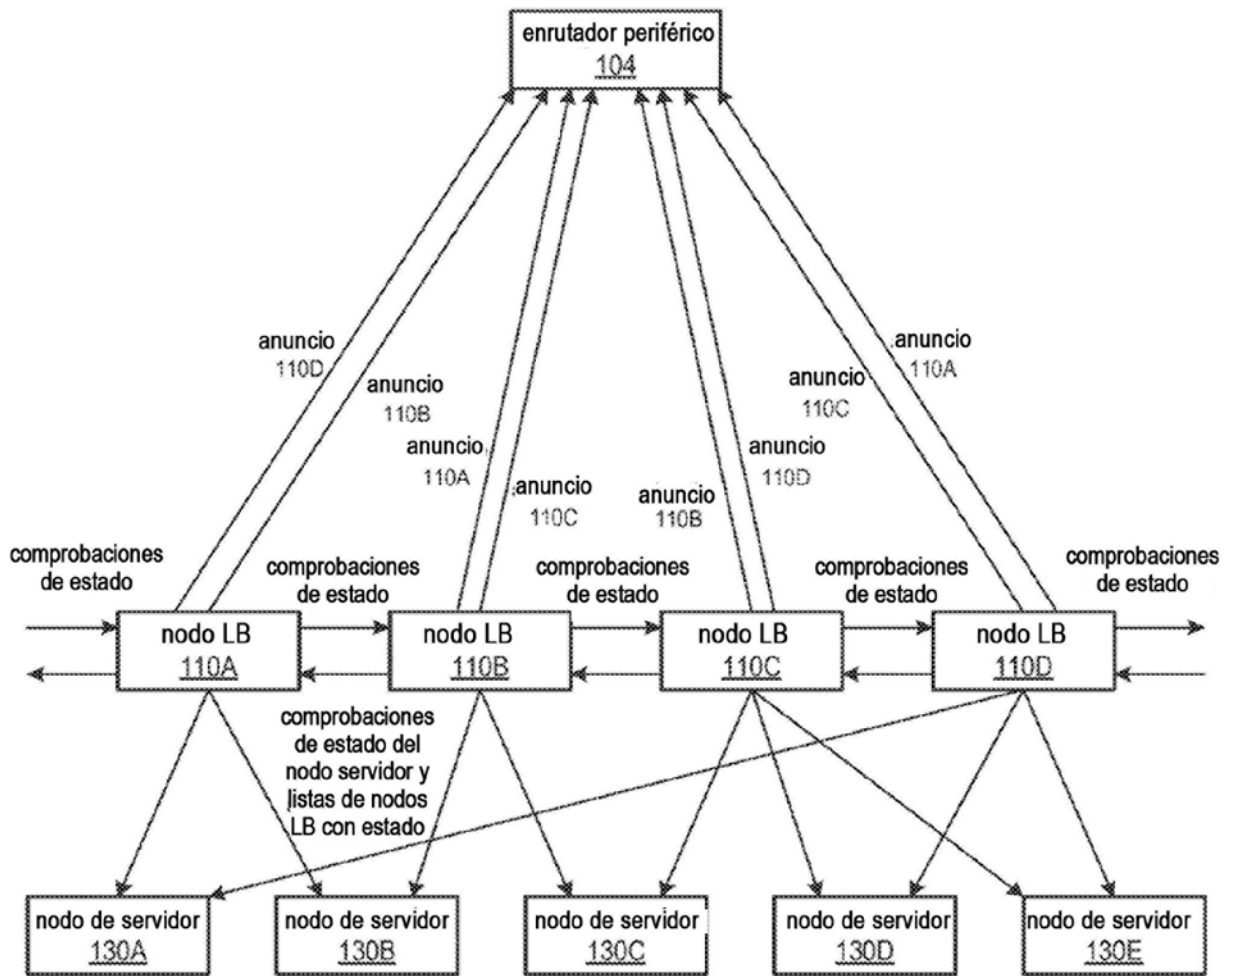 enrutador periférico
104
anuncio
110D
anuncio
110B
anuncio
110A
anuncio
110C
anuncio
110B
anuncio
110D
anuncio
110C
anuncio
110A
comprobaciones
de estado
comprobaciones
de estado
comprobaciones
de estado
comprobaciones
de estado
comprobaciones
de estado
nodo LB
110A
nodo LB
110B
nodo LB
110C
nodo LB
110D
comprobaciones
de estado del
nodo servidor y
listas de nodos
LB con estado
nodo de servidor
130A
nodo de servidor
130B
nodo de servidor
130C
nodo de servidor
130D
nodo de servidor
130E